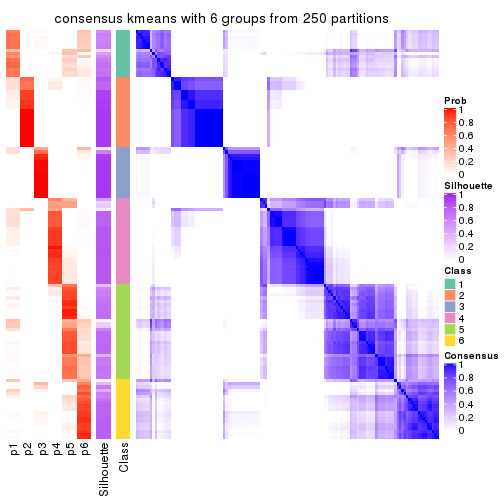 consensus kmeans with 6 groups from 250 partitions
Prob
1
0.8
0.6
0.4
0.2
0
Silhouette
1
0.8
0.6
0.4
0.2
0
Class
1
2
3
4
5
6
Consensus
1
0.8
0.6
0.4
0.2
0
p1
p2
p3
p4
p5
p6
Silhouette
Class